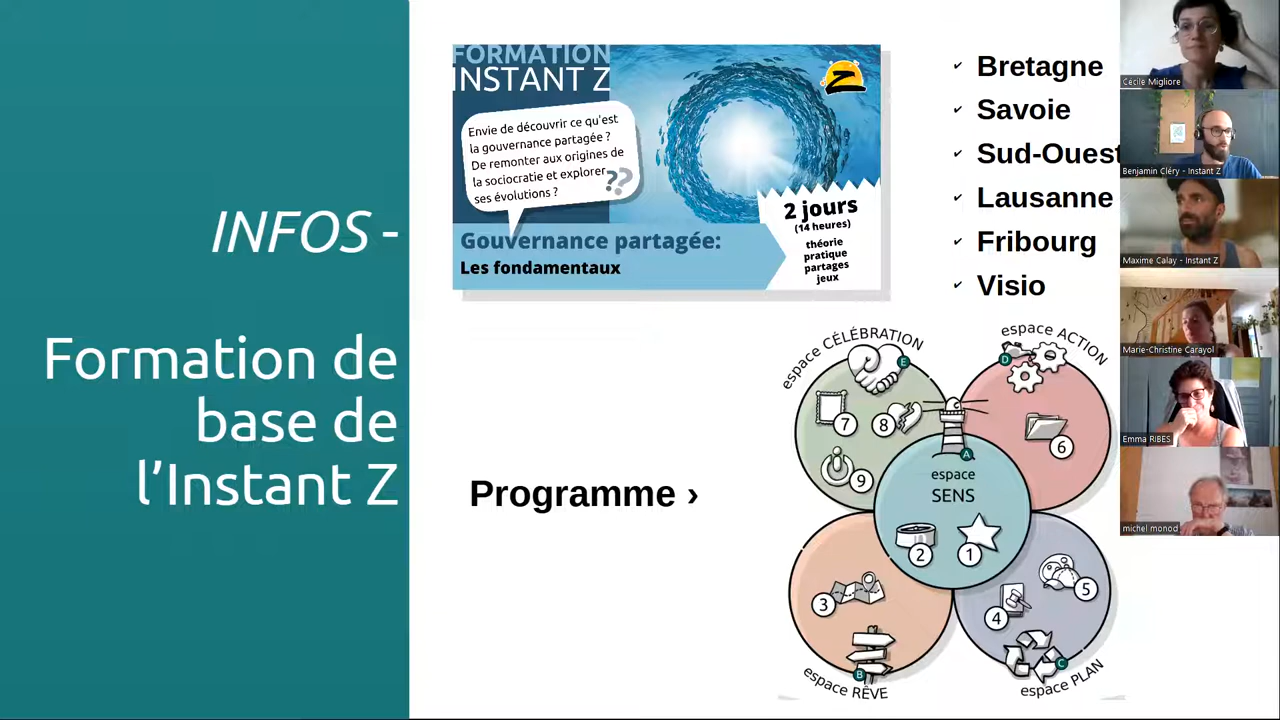 INFOS -
Formation de
base de
l'Instant Z
FORMATION
INSTANT Z
Z
Envie de découvrir ce qu'est
la gouvernance partagée ?
De remonter aux origines de
la sociocratie et explorer
ses évolutions ?
??
2 jours
(14 heures)
théorie
pratique
partages
jeux
Gouvernance partagée:
Les fondamentaux
✓ Bretagne
✓ Savoie
✓ Sud-Ouest
✓ Lausanne
✓ Fribourg
✓ Visio
Programme ›
espace CÉLÉBRATION
E
7
8
9
espace ACTION
D
6
A
espace
SENS
2
1
3
B
espace RÊVE
5
4
C
espace PLAN
Cécile Migliore
Benjamin Cléry - Instant Z
Maxime Calay - Instant Z
Marie-Christine Carayol
Emma RIBES
michel monod